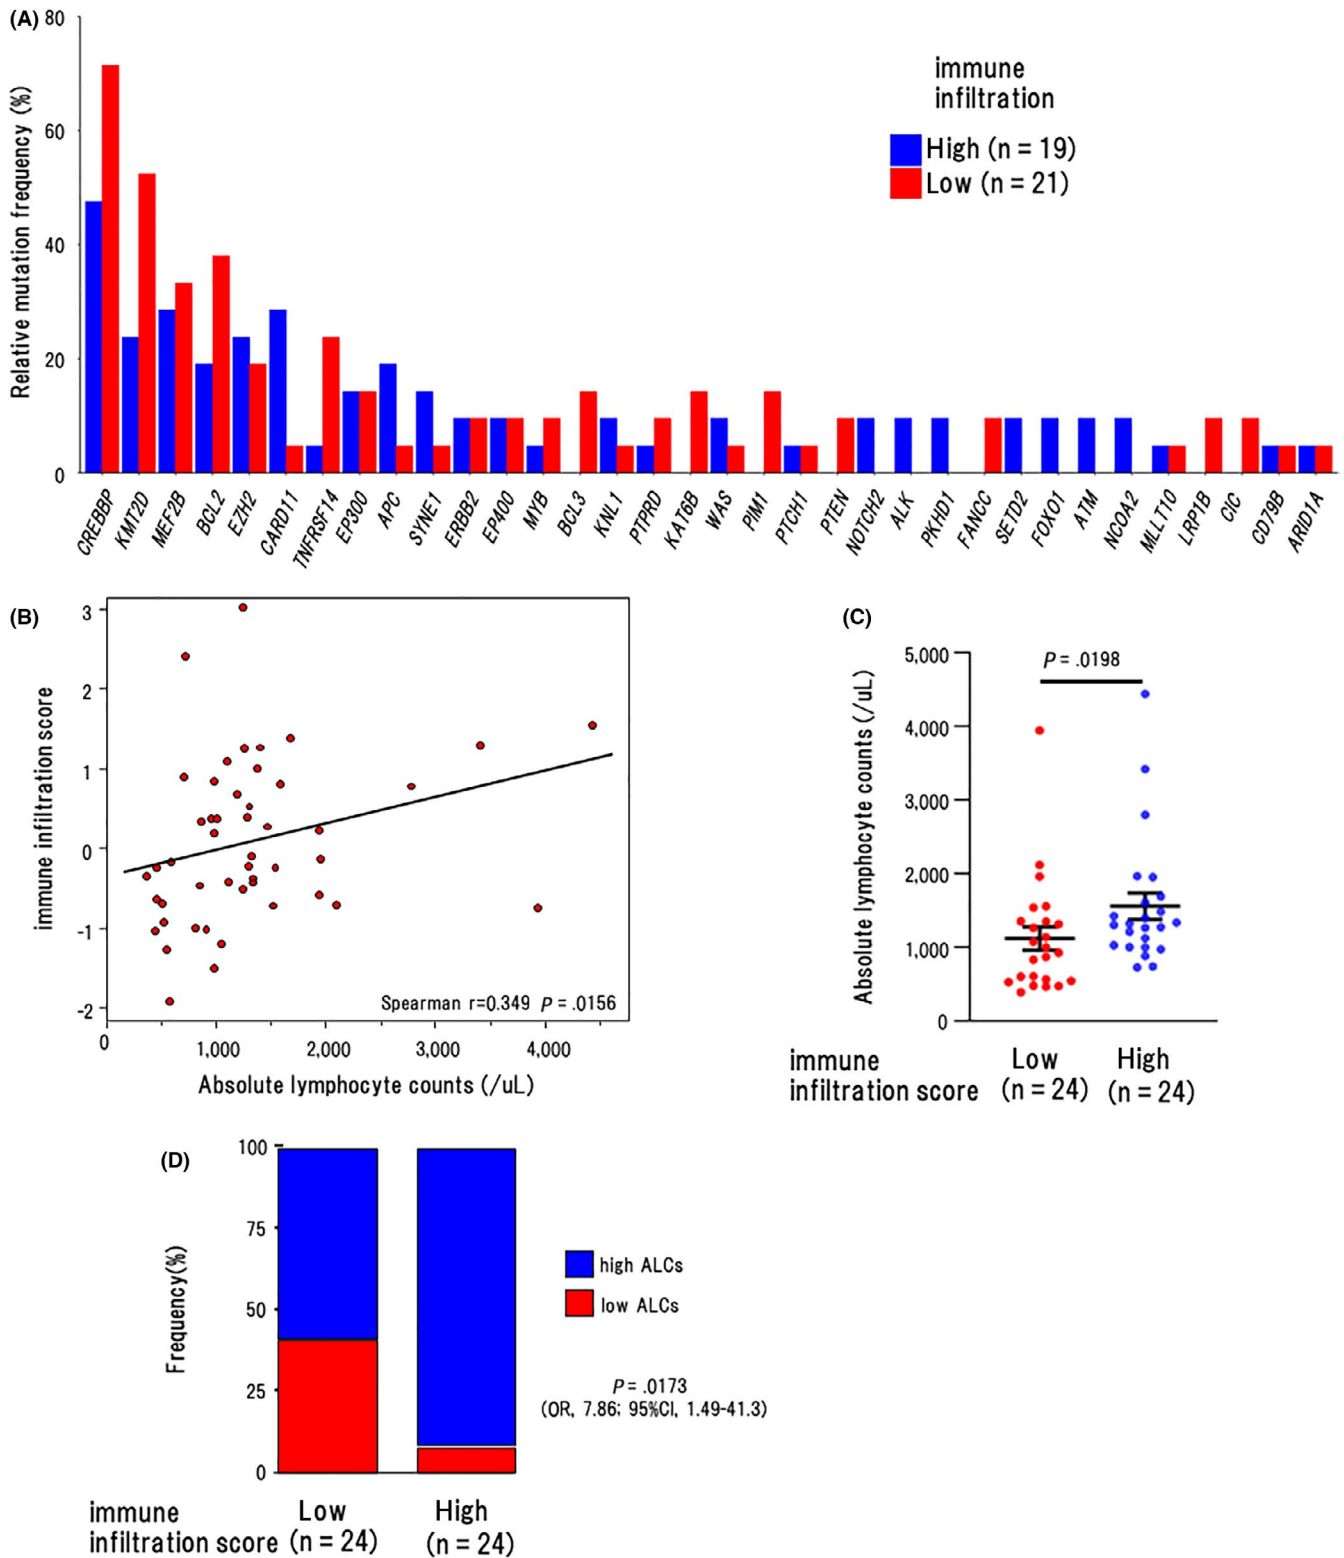 (A)
80
60
40
20
0
Relative mutation frequency (%)
immune
infiltration
High (n = 19)
Low (n = 21)
CREBBP
KMT2D
MEF2B
BCL2
EZH2
CARD11
TNFRSF14
EP300
APC
SYNE1
ERBB2
EP400
MYB
BCL3
KNL1
PTPRD
KAT6B
WAS
PIM1
PTCH1
PTEN
NOTCH2
ALK
PKHD1
FANCC
SETD2
FOXO1
ATM
NCOA2
MLLT10
LRP1B
CIC
CD79B
ARID1A
(B)
3
2
1
0
-1
-2
immune infiltration score
Spearman r=0.349 P = .0156
0
1,000
2,000
3,000
4,000
Absolute lymphocyte counts (/uL)
(C)
5,000
4,000
3,000
2,000
1,000
0
Absolute lymphocyte counts (/uL)
P = .0198
immune
infiltration score
Low
(n = 24)
High
(n = 24)
(D)
100
75
50
25
0
Frequency(%)
high ALCs
low ALCs
P = .0173
(OR, 7.86; 95%CI, 1.49-41.3)
immune
infiltration score
Low
(n = 24)
High
(n = 24)